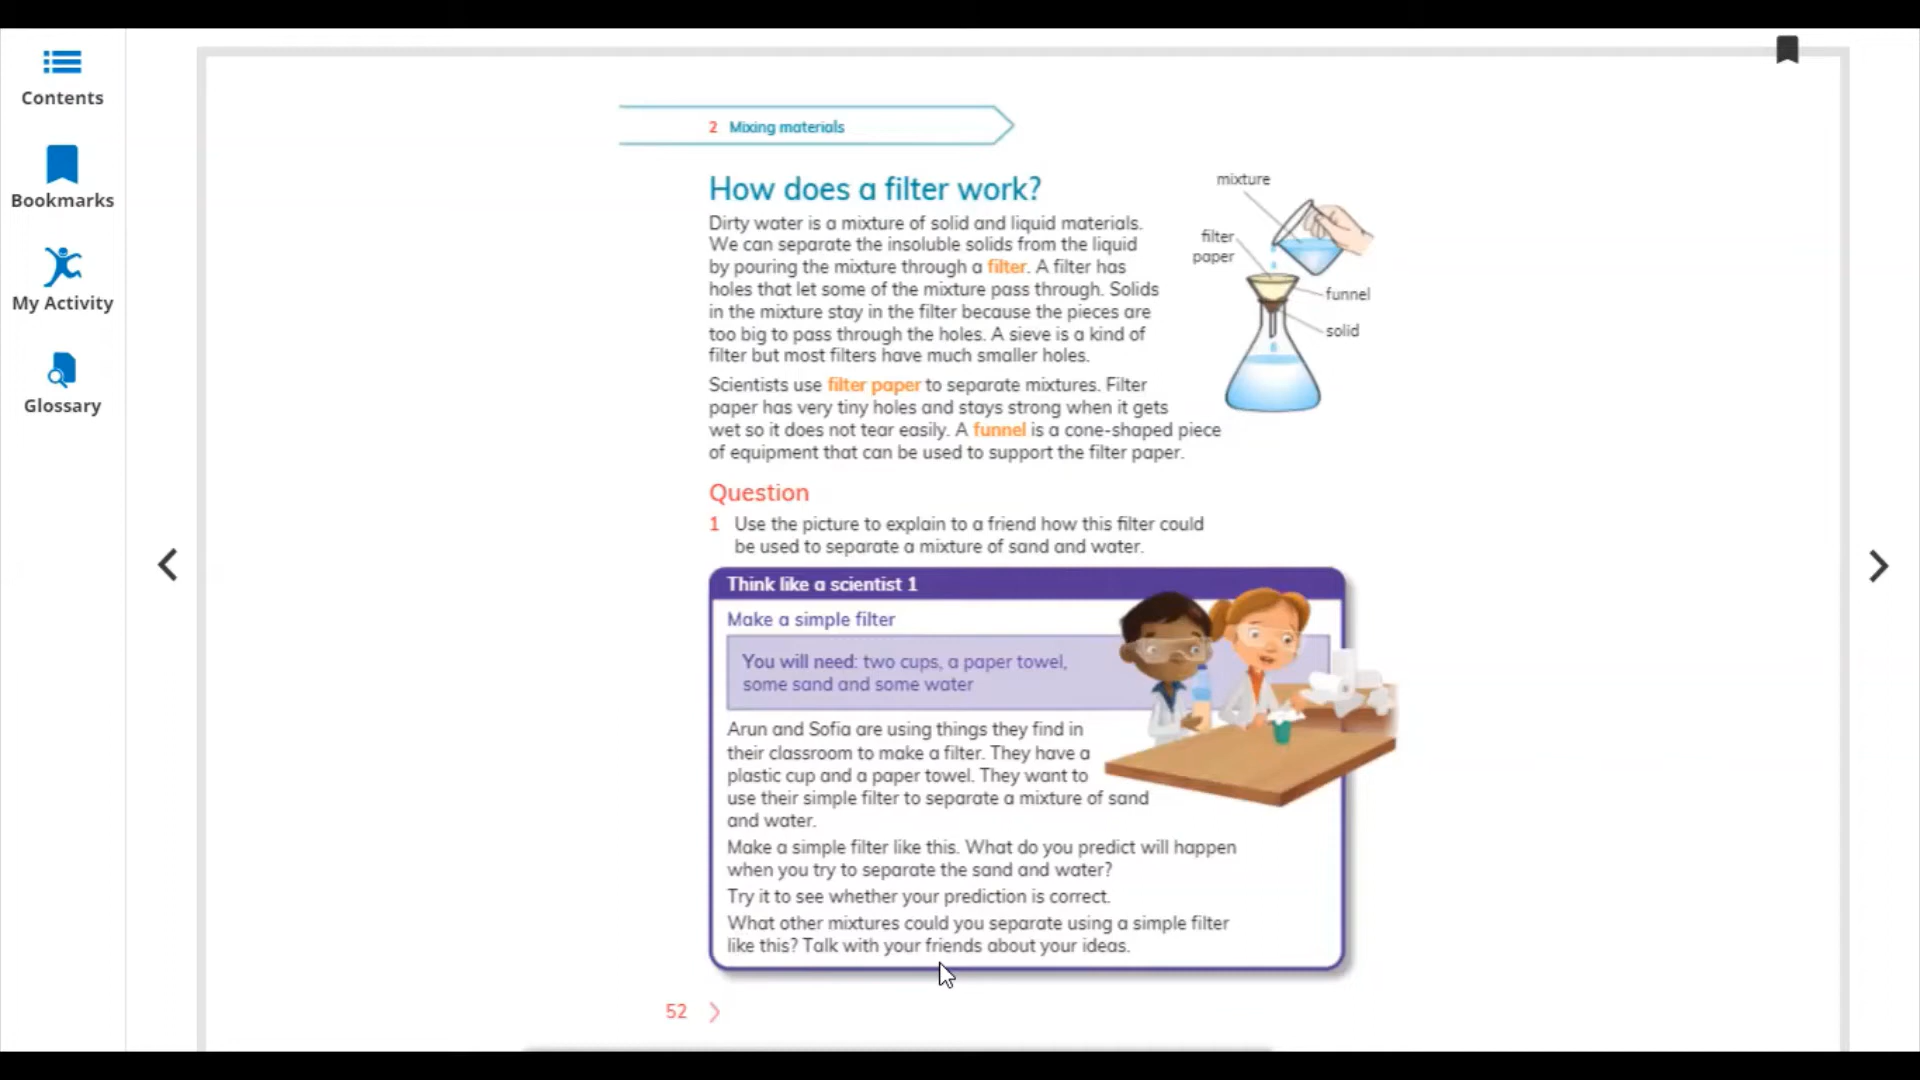 Contents
Bookmarks
My Activity
Glossary
2 Mixing materials
How does a filter work?
Dirty water is a mixture of solid and liquid materials.
We can separate the insoluble solids from the liquid
by pouring the mixture through a filter. A filter has
holes that let some of the mixture pass through. Solids
in the mixture stay in the filter because the pieces are
too big to pass through the holes. A sieve is a kind of
filter but most filters have much smaller holes.
mixture
filter
paper
funnel
solid
Scientists use filter paper to separate mixtures. Filter
paper has very tiny holes and stays strong when it gets
wet so it does not tear easily. A funnel is a cone-shaped piece
of equipment that can be used to support the filter paper.
Question
1 Use the picture to explain to a friend how this filter could
be used to separate a mixture of sand and water.
Think like a scientist 1
Make a simple filter
You will need: two cups, a paper towel,
some sand and some water
Arun and Sofia are using things they find in
their classroom to make a filter. They have a
plastic cup and a paper towel. They want to
use their simple filter to separate a mixture of sand
and water.
Make a simple filter like this. What do you predict will happen
when you try to separate the sand and water?
Try it to see whether your prediction is correct.
What other mixtures could you separate using a simple filter
like this? Talk with your friends about your ideas.
52